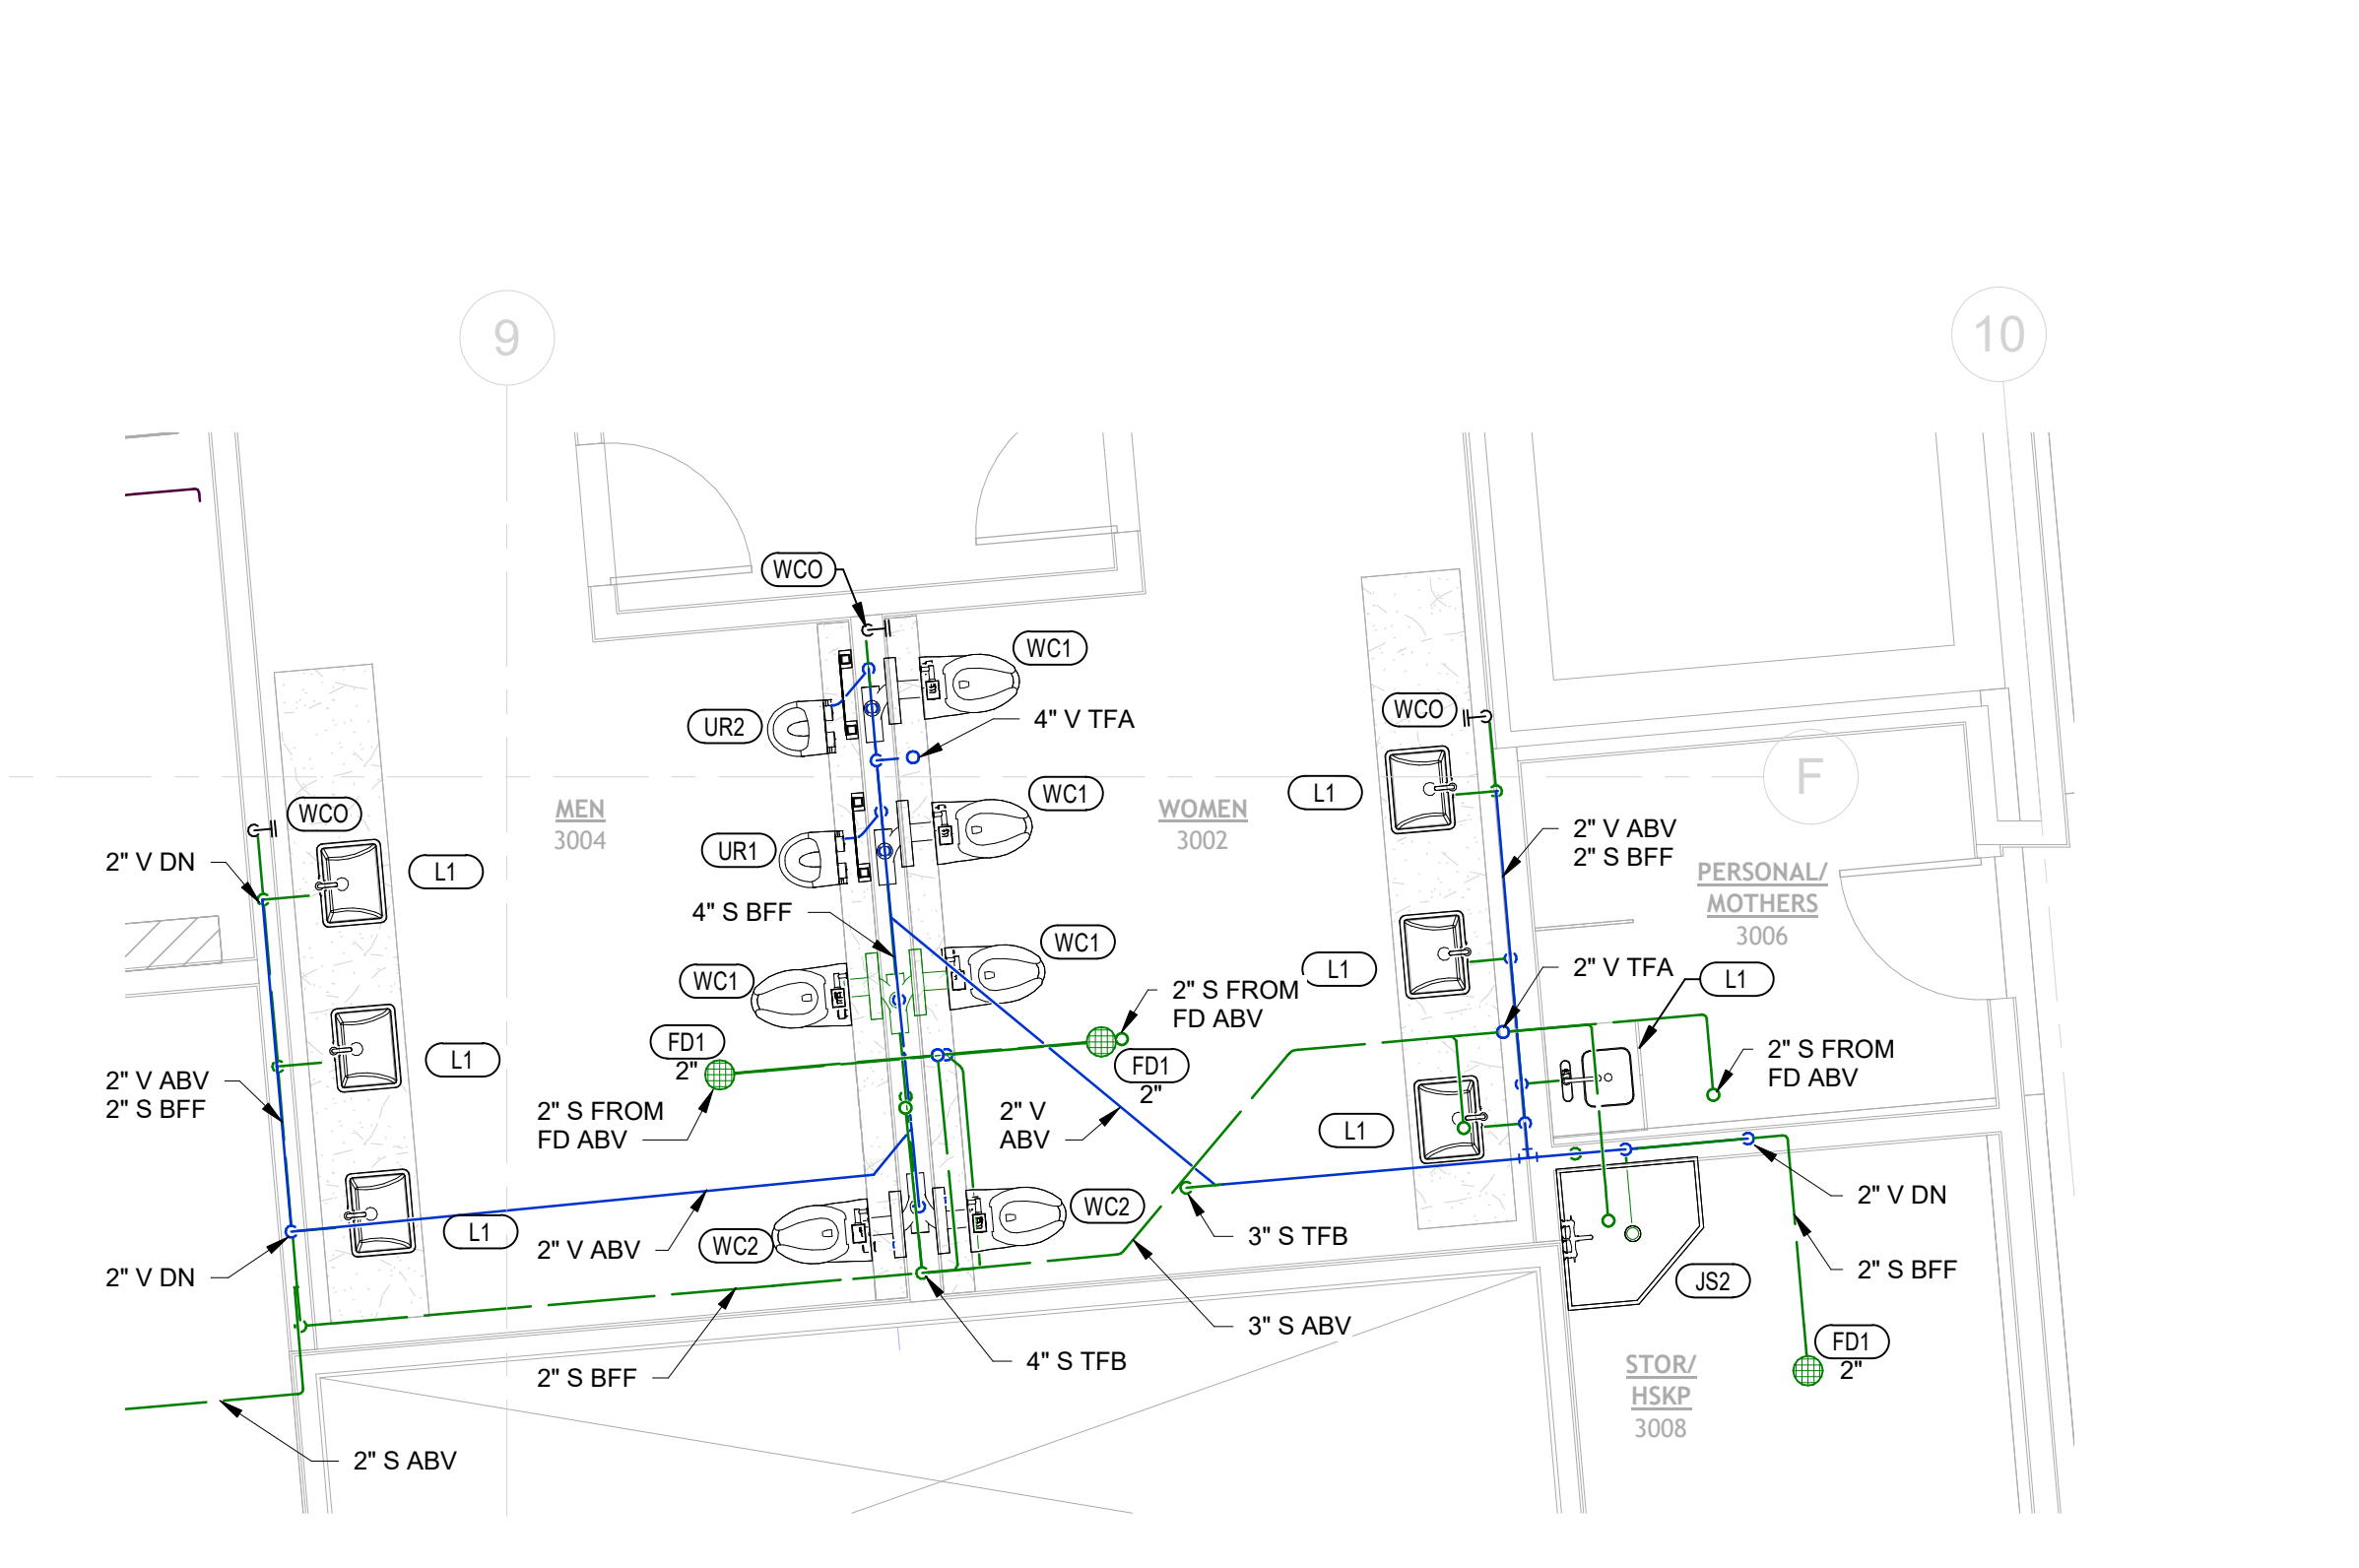 9
10
WCO
WC1
UR2
4" V TFA
WCO
WC1
L1
MEN
3004
WOMEN
3002
F
WCO
2" V DN
L1
UR1
2" V ABV
2" S BFF
PERSONAL/
MOTHERS
3006
4" S BFF
WC1
WC1
L1
2" V TFA
L1
2" S FROM
FD ABV
FD1
2"
L1
FD1
2"
2" S FROM
FD ABV
2" V ABV
2" S BFF
2" S FROM
FD ABV
2" V
ABV
L1
2" V DN
WC2
WC2
L1
2" V ABV
3" S TFB
2" V DN
2" S BFF
JS2
3" S ABV
FD1
2"
4" S TFB
2" S BFF
STOR/
HSKP
3008
2" S ABV